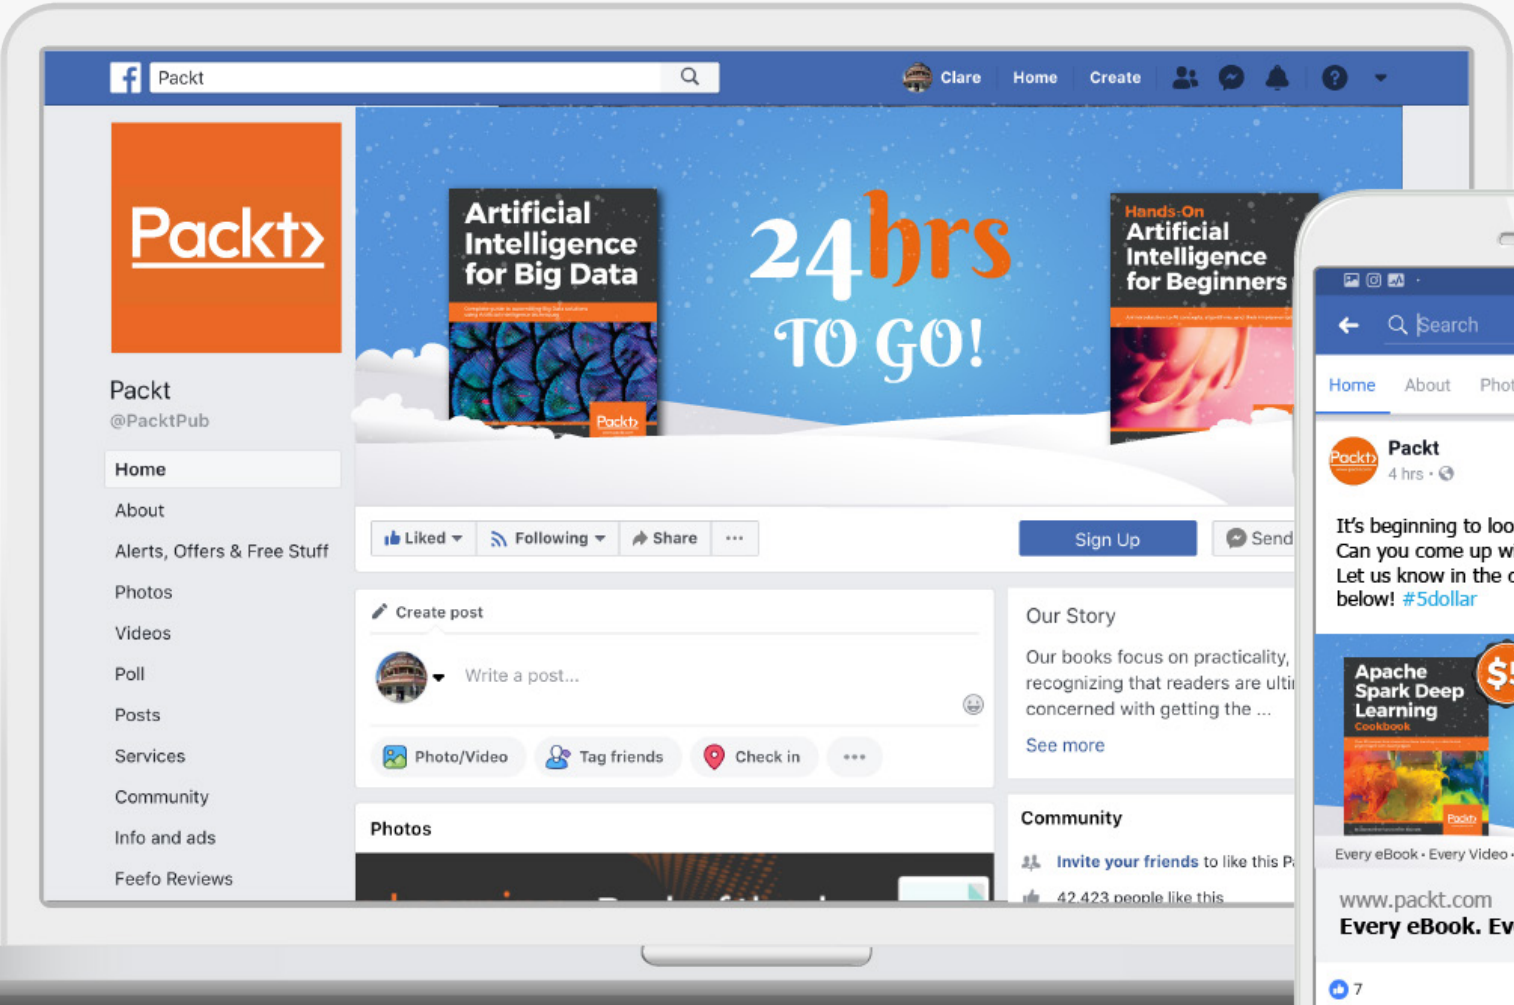 Packt
Clare
Home
Create
Packt
Packt
@PacktPub
Home
About
Alerts, Offers & Free Stuff
Photos
Videos
Poll
Posts
Services
Community
Info and ads
Feefo Reviews
Artificial
Intelligence
for Big Data
Packt
24hrs
TO GO!
Hands-On
Artificial
Intelligence
for Beginners
Liked
Following
Share
Sign Up
Send
Create post
Write a post...
Photo/Video
Tag friends
Check in
Photos
Our Story
Our books focus on practicality,
recognizing that readers are ulti
concerned with getting the ...
See more
Community
Invite your friends to like this Pa
42,423 people like this
Search
Home
About
Phot
Packt
Packt
4 hrs
It's beginning to loo
Can you come up wi
Let us know in the c
below! #5dollar
Apache
Spark Deep
Learning
Cookbook
Packt
$5
Every eBook · Every Video ·
www.packt.com
Every eBook. Ev
7